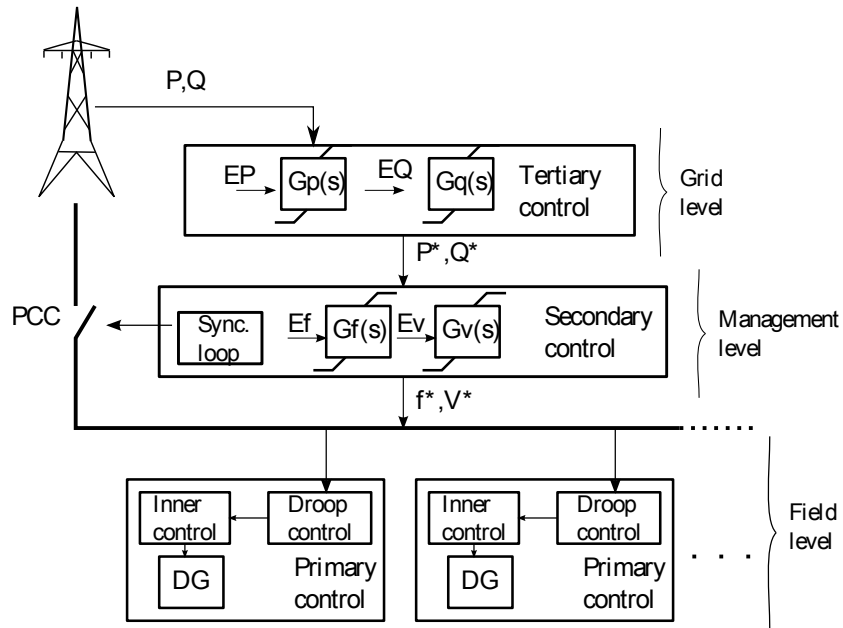 P,Q
EP
Gp(s)
EQ
Gq(s)
Tertiary
control
Grid
level
P*,Q*
PCC
Sync.
loop
Ef
Gf(s)
Ev
Gv(s)
Secondary
control
Management
level
f*,V*
Inner
control
Droop
control
DG
Primary
control
Inner
control
Droop
control
DG
Primary
control
Field
level